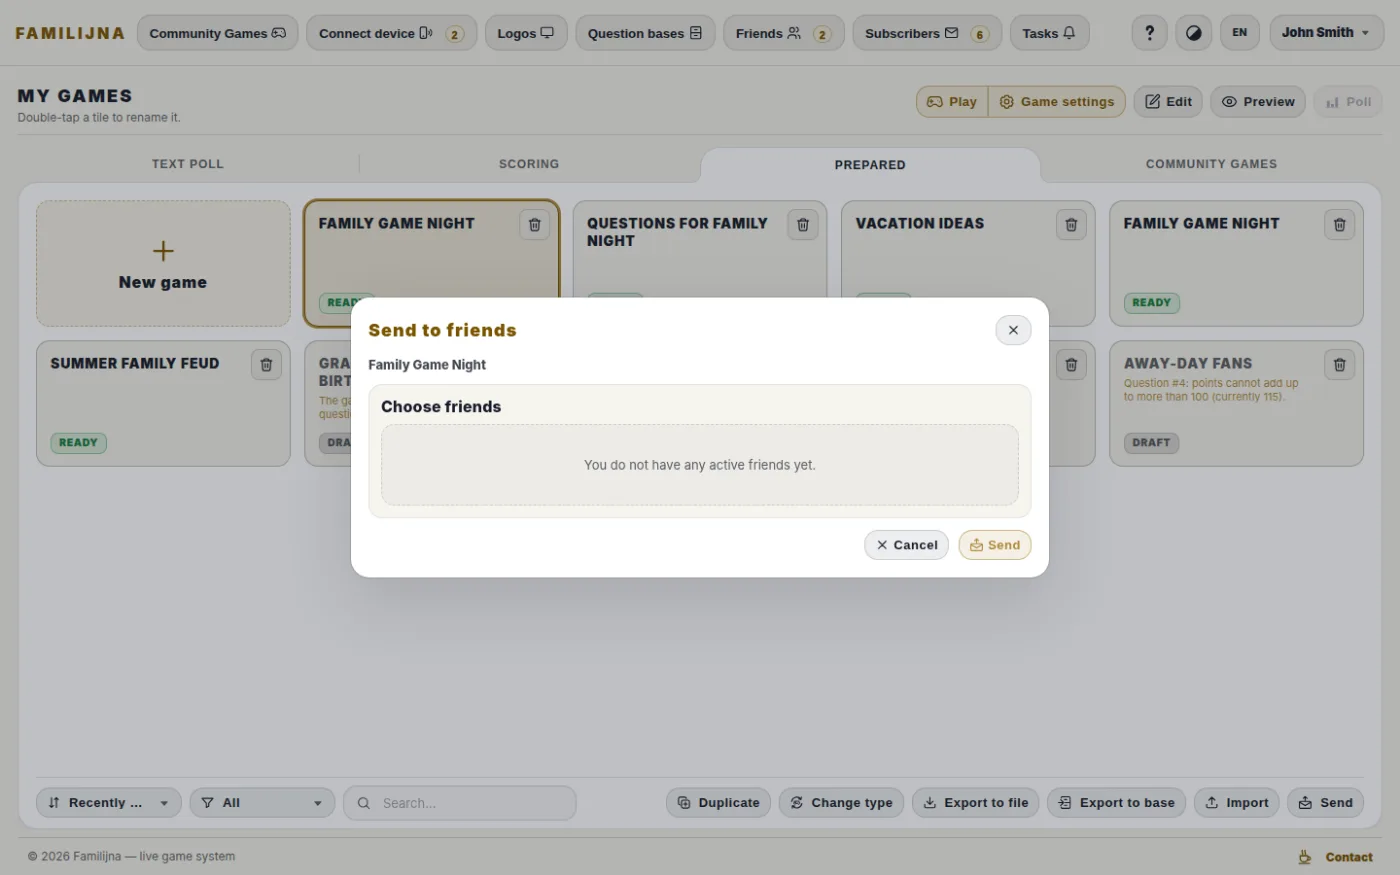 FAMILIJNA
Community Games
Connect device 2
Logos
Question bases
Friends 2
Subscribers 6
Tasks
?
EN
John Smith
MY GAMES
Double-tap a tile to rename it.
Play
Game settings
Edit
Preview
Poll
TEXT POLL
SCORING
PREPARED
COMMUNITY GAMES
New game
FAMILY GAME NIGHT
QUESTIONS FOR FAMILY
NIGHT
VACATION IDEAS
FAMILY GAME NIGHT
READY
SUMMER FAMILY FEUD
READY
AWAY-DAY FANS
Question #4: points cannot add up
to more than 100 (currently 115).
DRAFT
Send to friends
Family Game Night
Choose friends
You do not have any active friends yet.
Cancel
Send
Recently ...
All
Search...
Duplicate
Change type
Export to file
Export to base
Import
Send
© 2026 Familijna — live game system
Contact